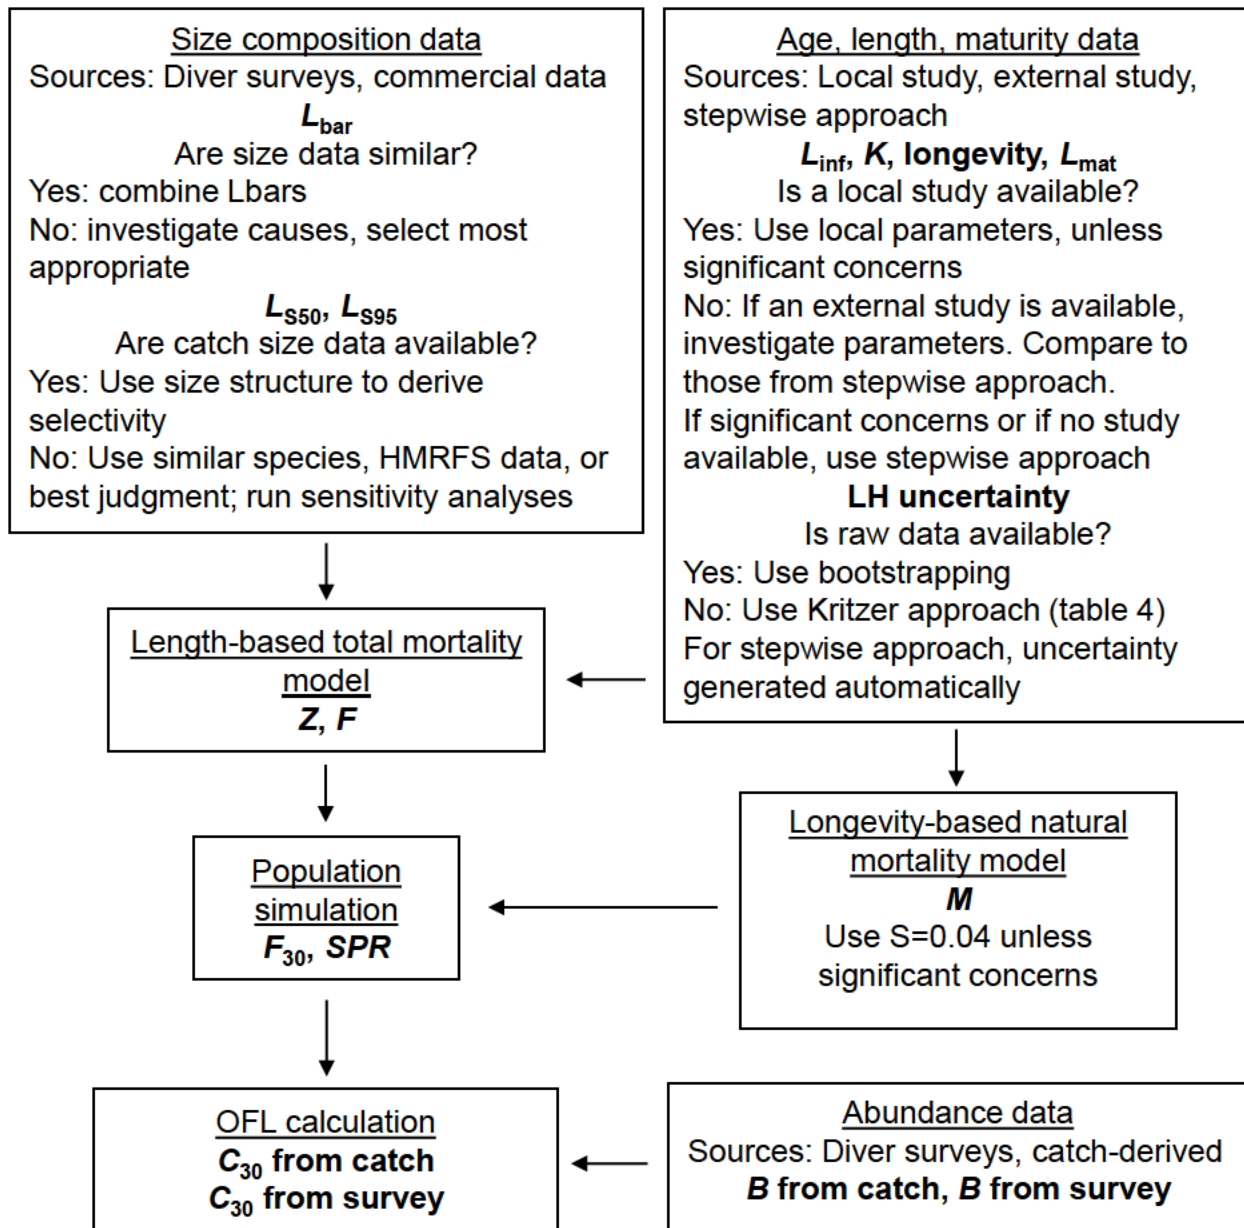 Size composition data
Sources: Diver surveys, commercial data
Lbar
Are size data similar?
Yes: combine Lbars
No: investigate causes, select most
appropriate
LS50, LS95
Are catch size data available?
Yes: Use size structure to derive
selectivity
No: Use similar species, HMRFS data, or
best judgment; run sensitivity analyses
Age, length, maturity data
Sources: Local study, external study,
stepwise approach
Linf, K, longevity, Lmat
Is a local study available?
Yes: Use local parameters, unless
significant concerns
No: If an external study is available,
investigate parameters. Compare to
those from stepwise approach.
If significant concerns or if no study
available, use stepwise approach
LH uncertainty
Is raw data available?
Yes: Use bootstrapping
No: Use Kritzer approach (table 4)
For stepwise approach, uncertainty
generated automatically
Length-based total mortality
model
Z, F
Longevity-based natural
mortality model
M
Use S=0.04 unless
significant concerns
Population
simulation
F30, SPR
OFL calculation
C30 from catch
C30 from survey
Abundance data
Sources: Diver surveys, catch-derived
B from catch, B from survey